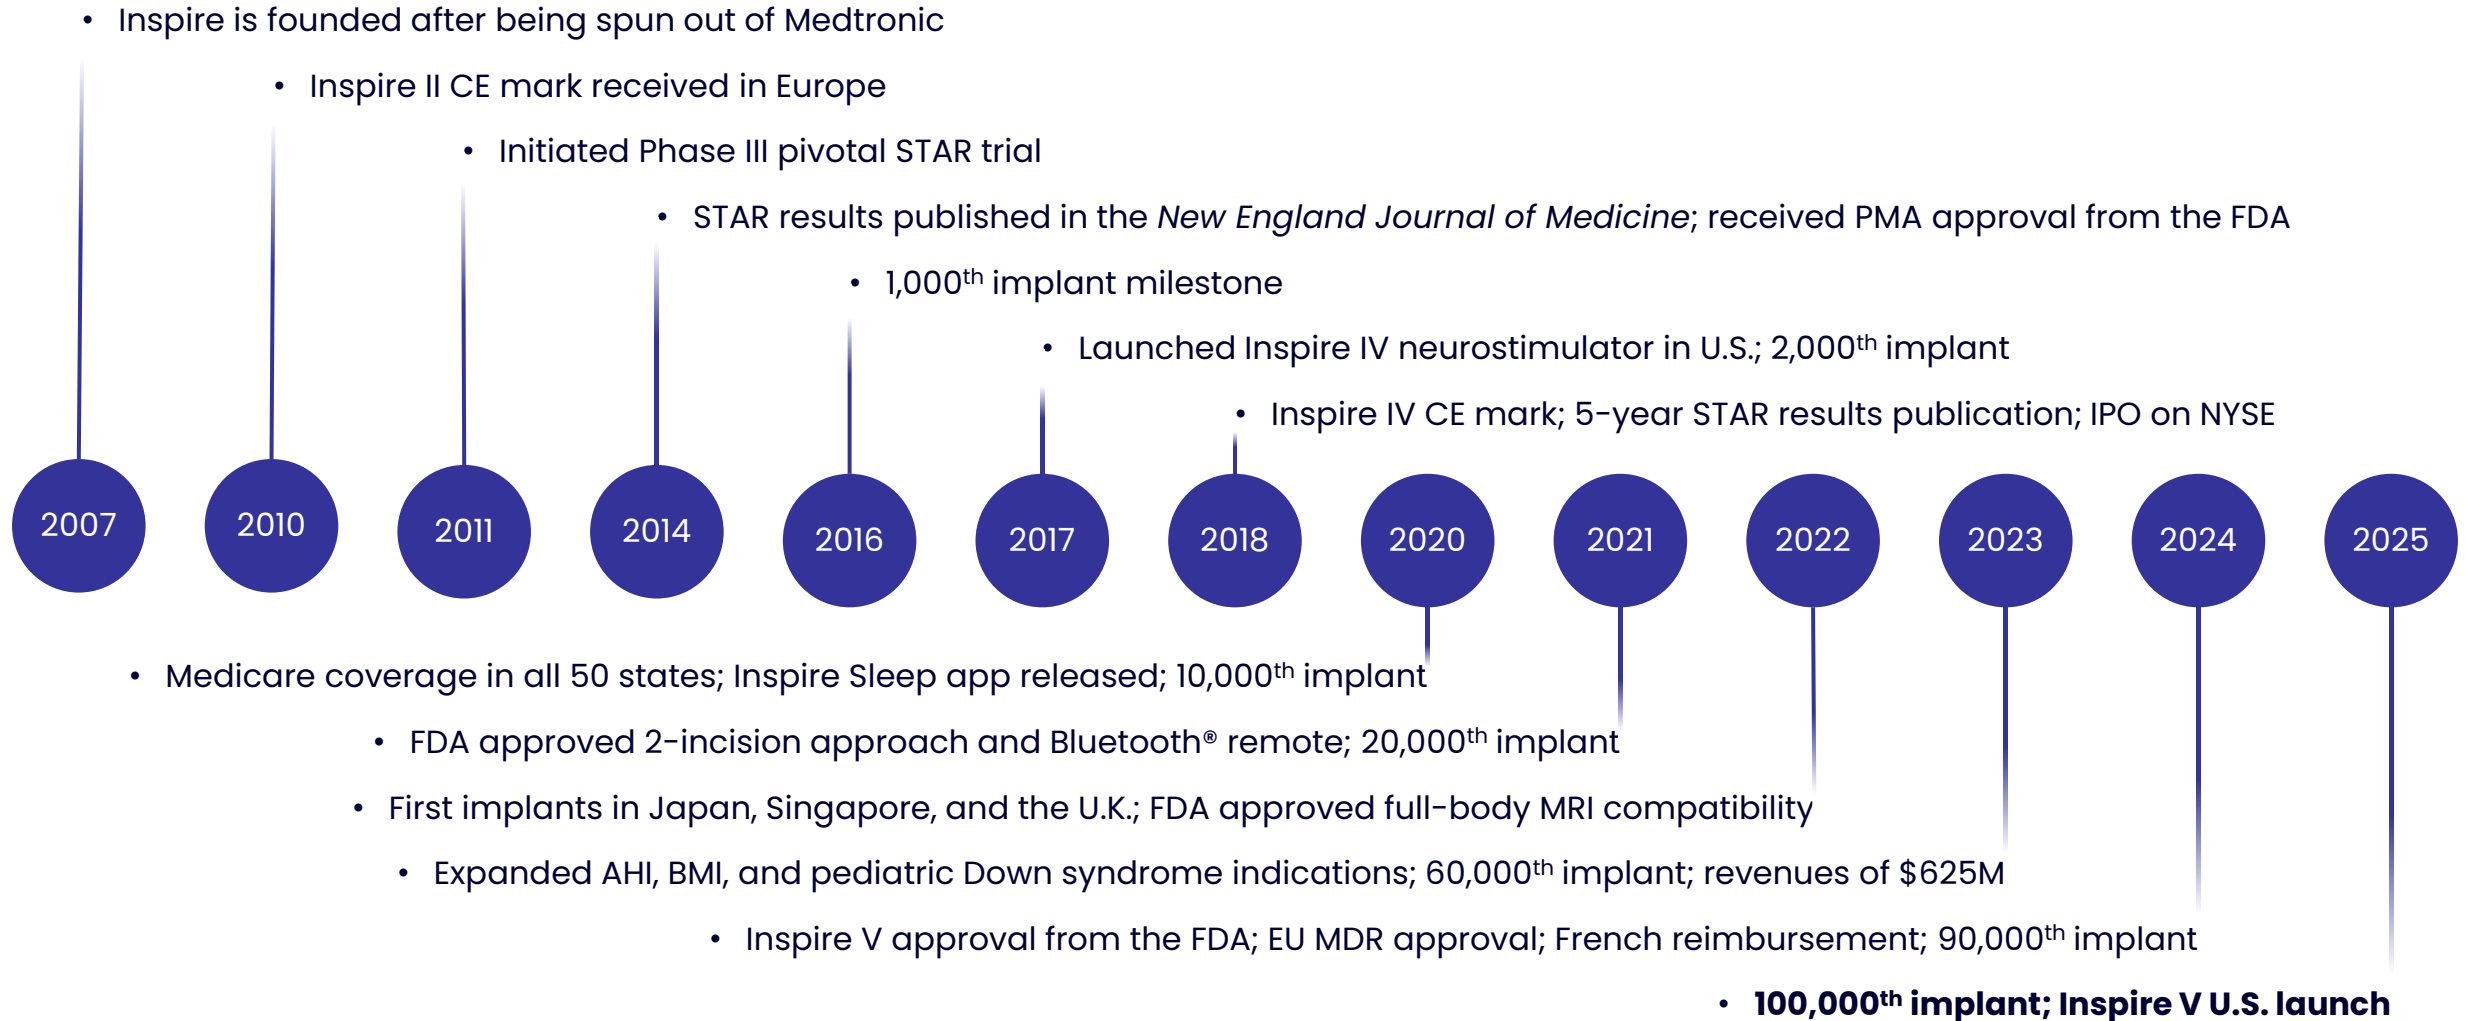 • Inspire is founded after being spun out of Medtronic
• Inspire II CE mark received in Europe
• Initiated Phase III pivotal STAR trial
• STAR results published in the New England Journal of Medicine; received PMA approval from the FDA
• 1,000th implant milestone
• Launched Inspire IV neurostimulator in U.S.; 2,000th implant
• Inspire IV CE mark; 5-year STAR results publication; IPO on NYSE
2007 2010 2011 2014 2016 2017 2018 2020 2021 2022 2023 2024 2025
• Medicare coverage in all 50 states; Inspire Sleep app released; 10,000th implant
• FDA approved 2-incision approach and Bluetooth® remote; 20,000th implant
• First implants in Japan, Singapore, and the U.K.; FDA approved full-body MRI compatibility
• Expanded AHI, BMI, and pediatric Down syndrome indications; 60,000th implant; revenues of $625M
• Inspire V approval from the FDA; EU MDR approval; French reimbursement; 90,000th implant
• 100,000th implant; Inspire V U.S. launch